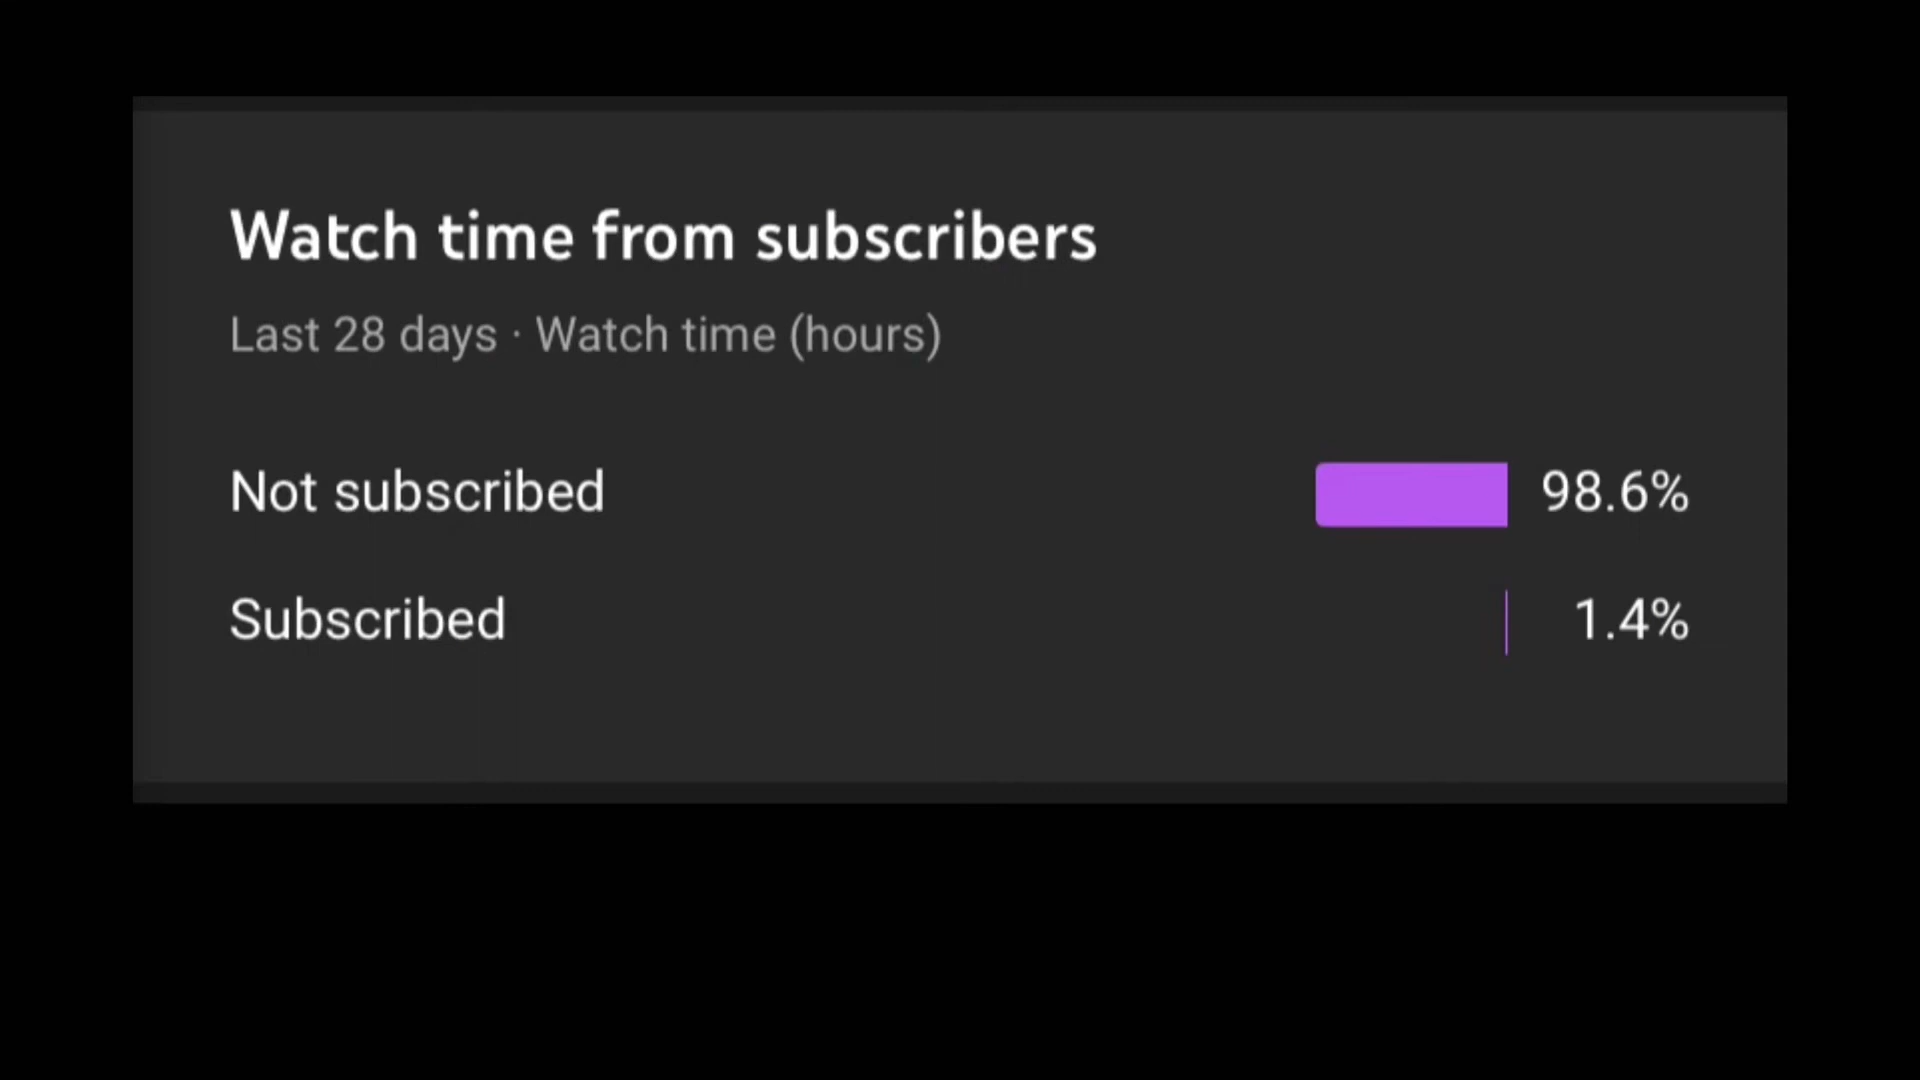 Watch time from subscribers
Last 28 days · Watch time (hours)
Not subscribed 98.6%
Subscribed 1.4%